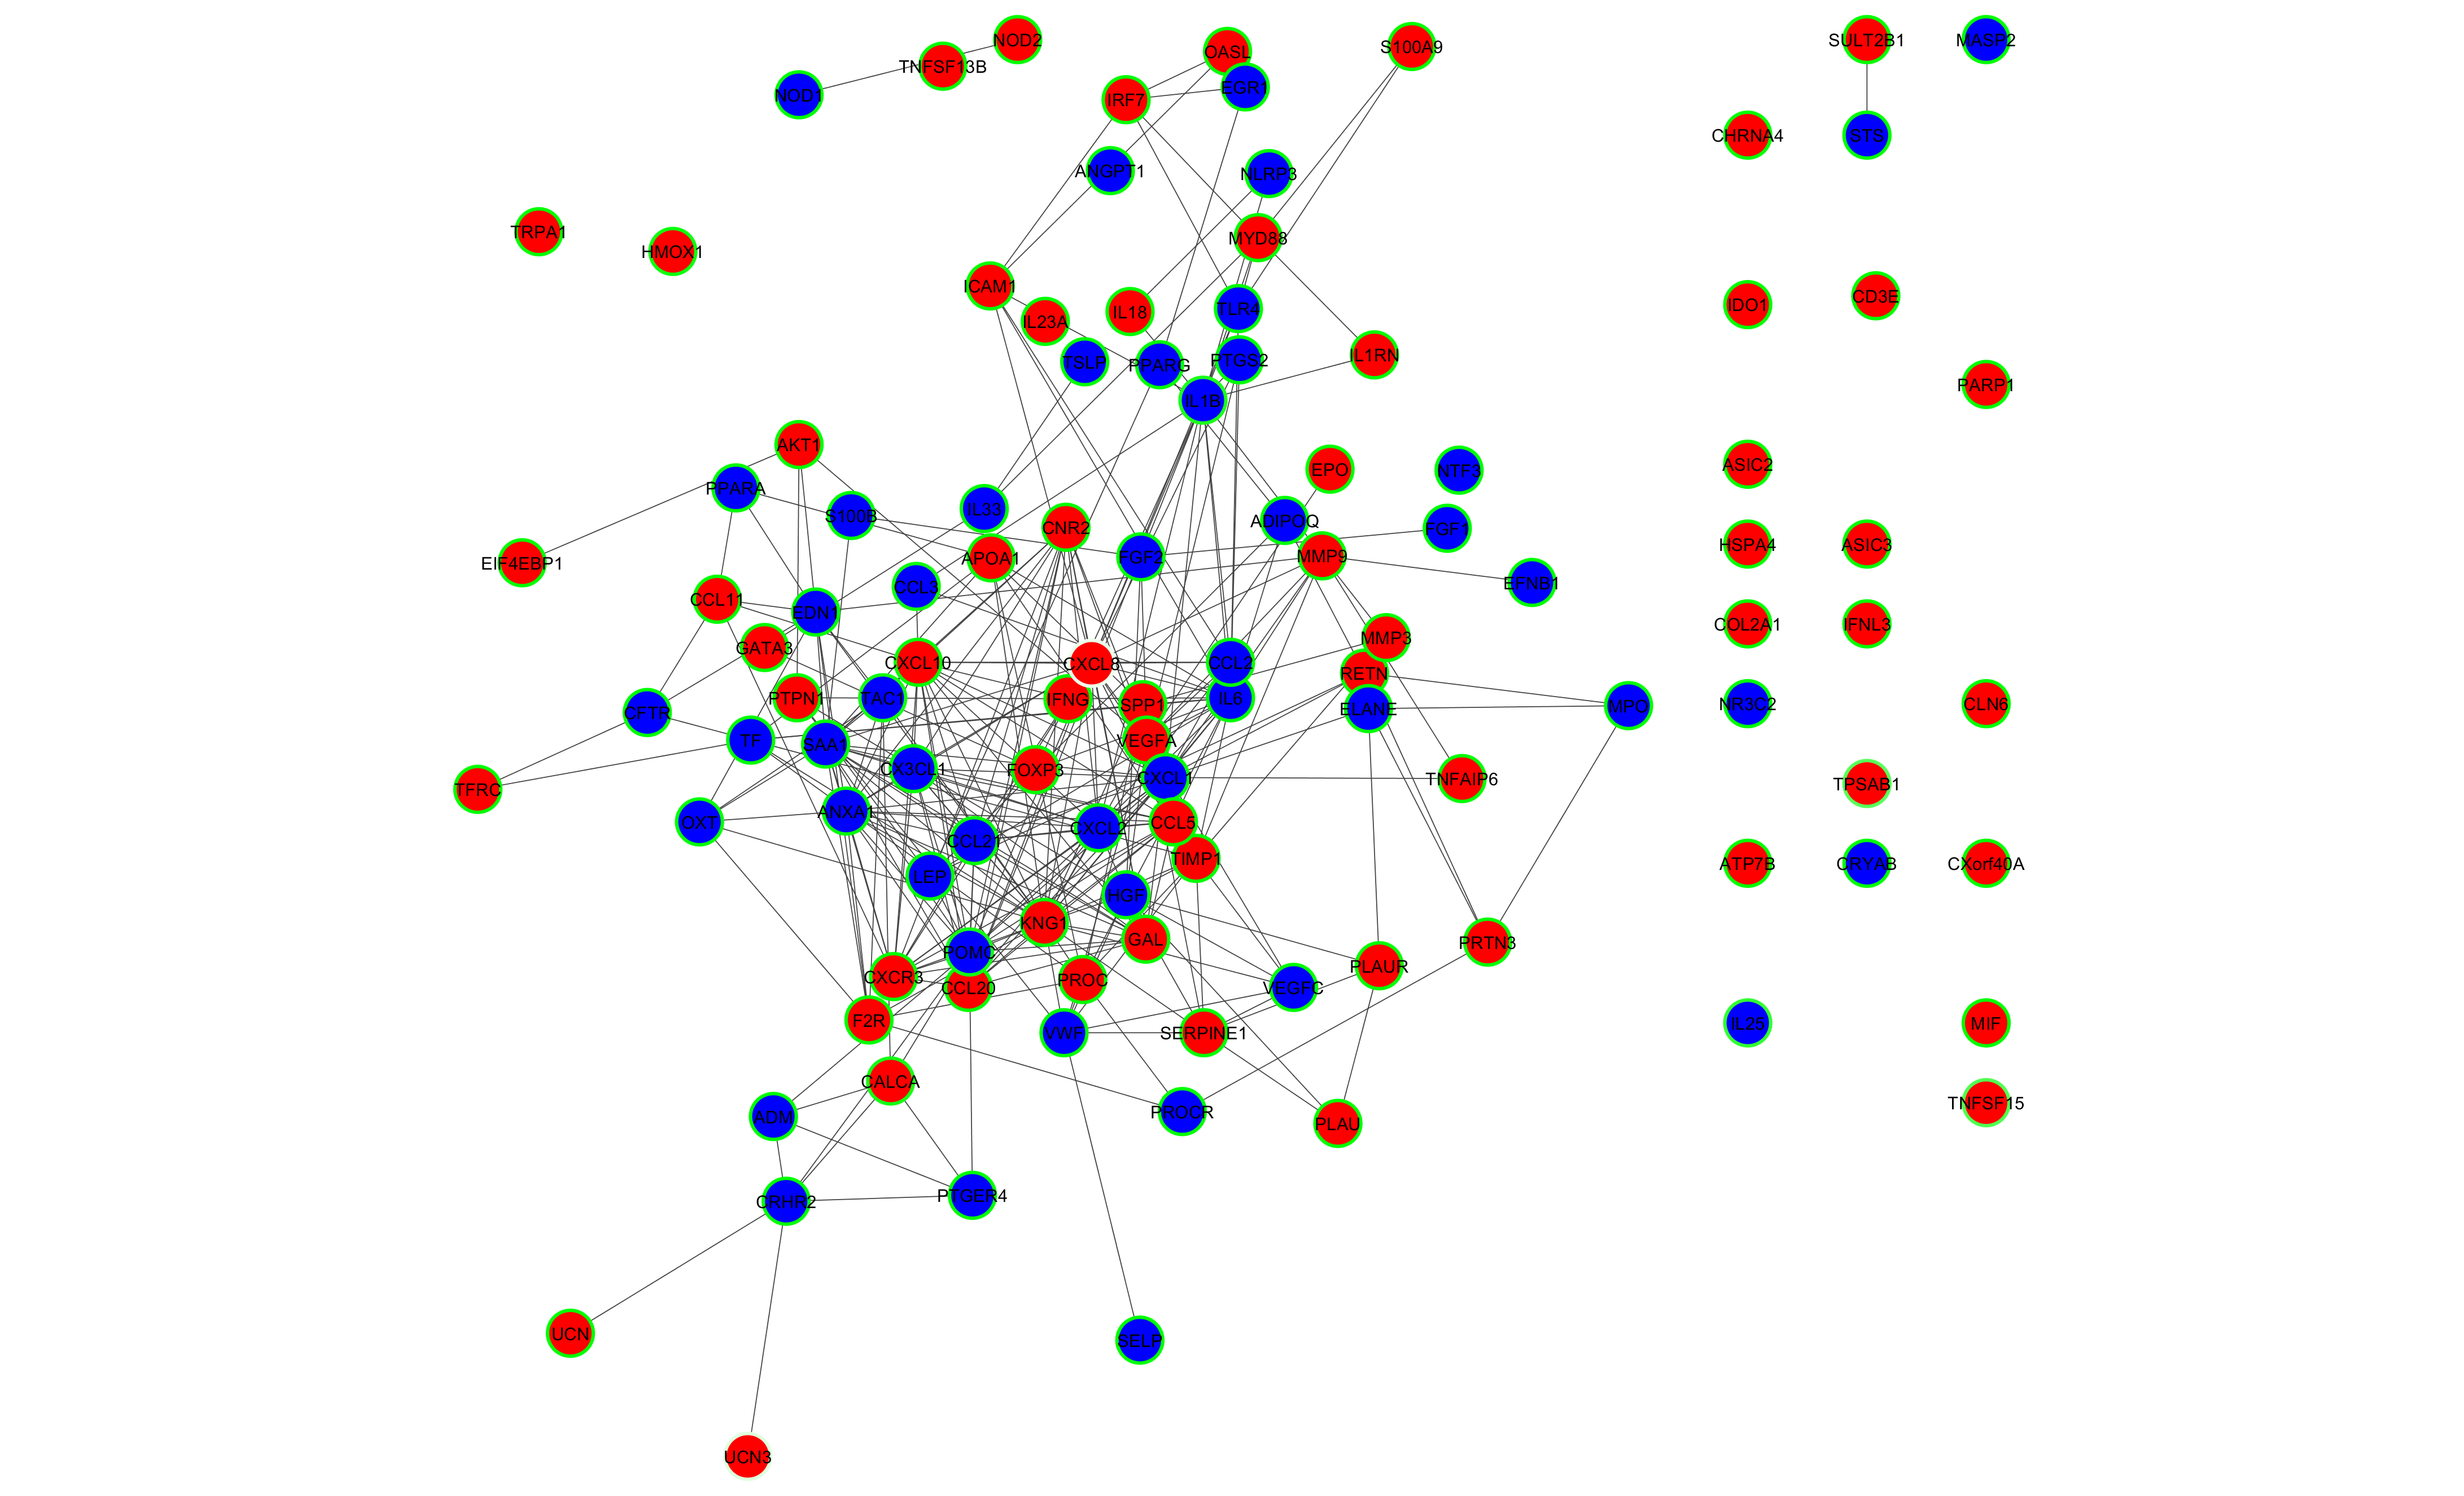 NOD2
SULT2B1
MASP2
S100A9
OASL
TNFSF13B
EGR1
NOD1
IRF7
CHRNA4
STS
ANGPT1
NLRP3
TRPA1
MYD88
HMOX1
ICAM1
CD3E
IDO1
TLR4
IL18
IL23A
IL1RN
PTGS2
TSLP
PPARG
PARP1
IL1B
AKT1
ASIC2
EPO
NTF3
PPARA
IL33
S100B
ADIPOQ
CNR2
FGF1
HSPA4
ASIC3
APOA1
FGF2
MMP9
EIF4EBP1
EFNB1
CCL3
CCL11
EDN1
COL2A1
IFNL3
MMP3
GATA3
CXCL10
CXCL8
CCL2
RETN
PTPN1
TAC1
IFNG
SPP1
IL6
NR3C2
CLN6
MPO
ELANE
CFTR
TF
SAA1
VEGFA
CX3CL1
FOXP3
CXCL1
TNFAIP6
TPSAB1
TFRC
ANXA1
OXT
CCL5
CXCL2
CCL21
TIMP1
ATP7B
CRYAB
CXorf40A
LEP
HGF
KNG1
GAL
PRTN3
POMC
PLAUR
CXCR3
PROC
CCL20
VEGFC
F2R
IL25
MIF
VWF
SERPINE1
CALCA
TNFSF15
PROCR
ADM
PLAU
PTGER4
CRHR2
UCN
SELP
UCN3